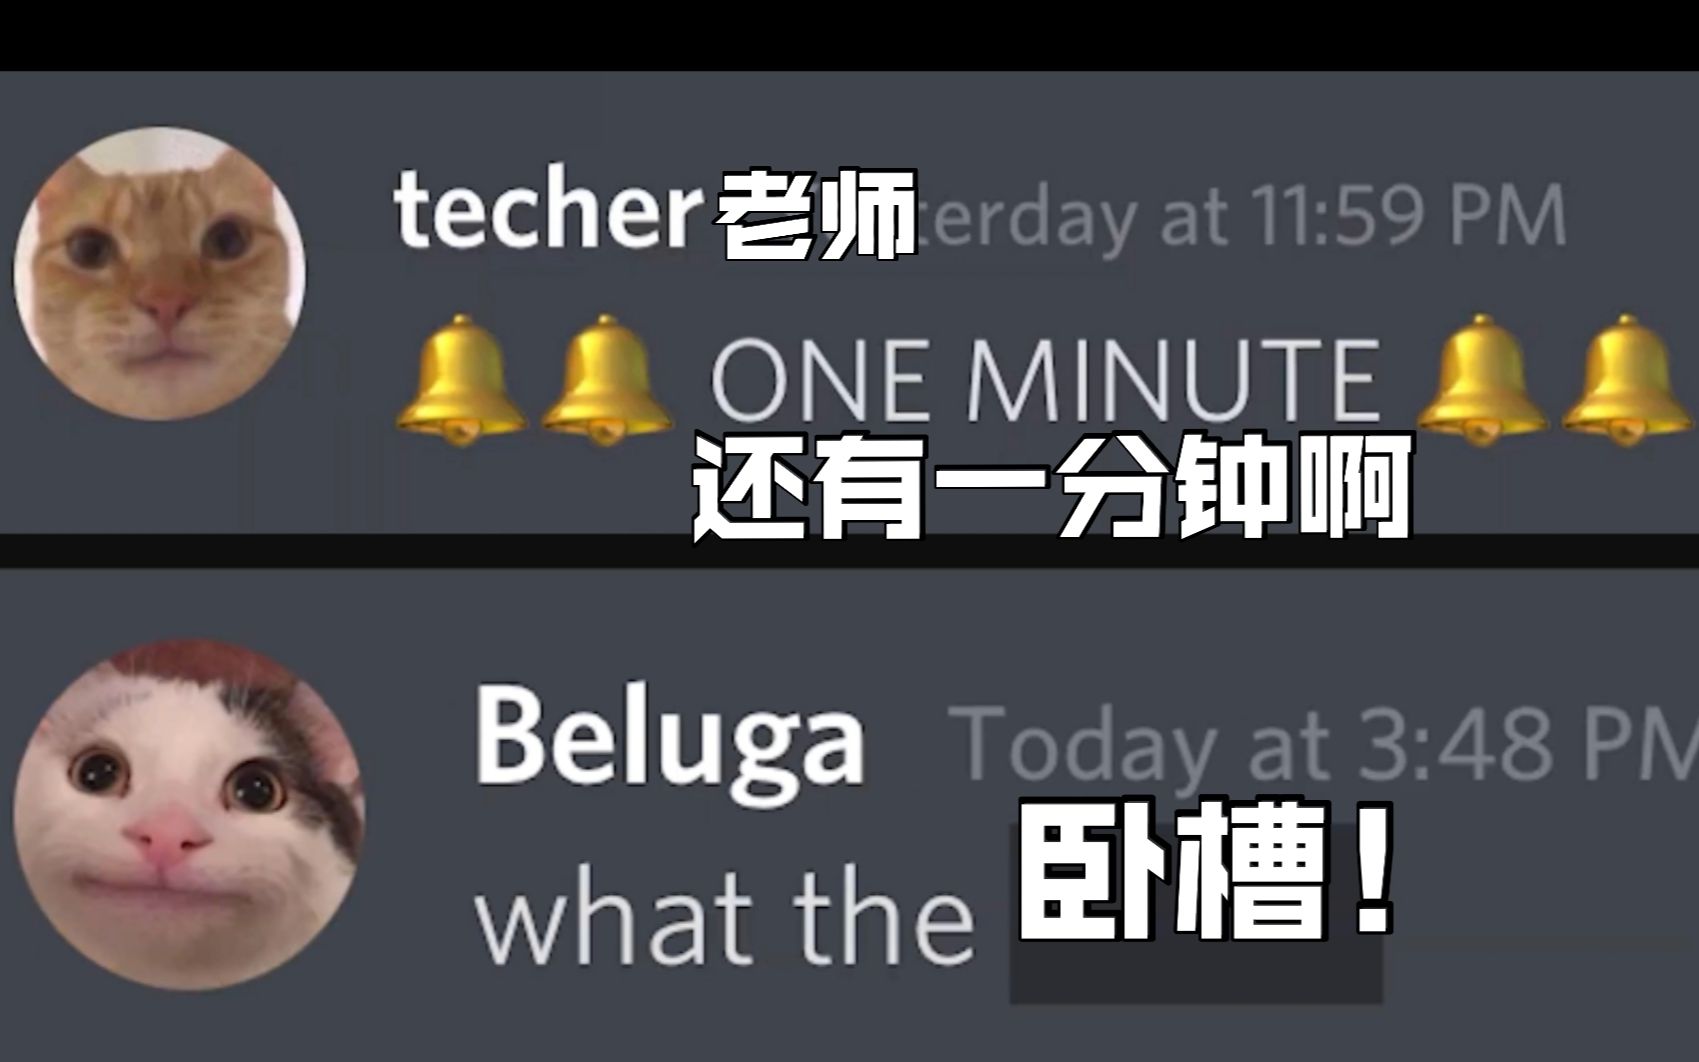 techer 老师 terday at 11:59 PM
🔔🔔 ONE MINUTE 🔔🔔
还有一分钟啊
Beluga Today at 3:48 PM
what the 卧槽！